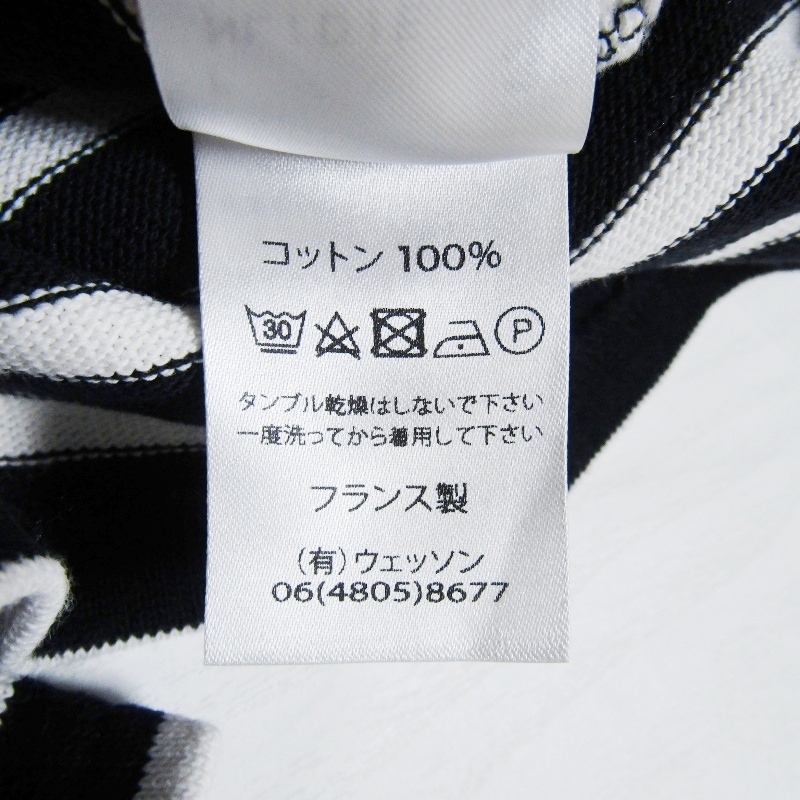 コットン 100%
30
P
タンブル乾燥はしないで下さい
一度洗ってから着用して下さい
フランス製
(有)ウェッソン
06(4805)8677